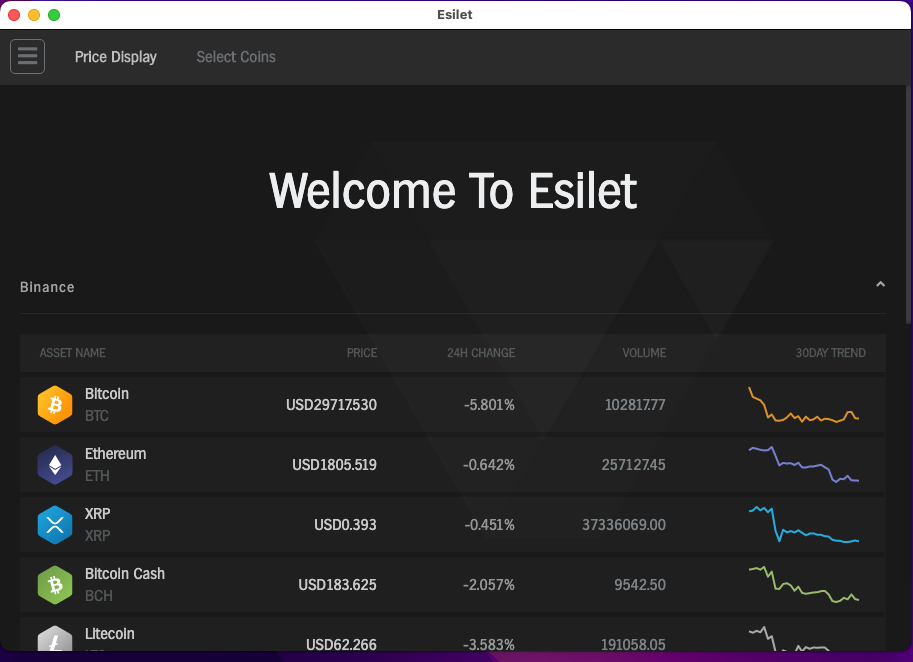 Esilet
Price Display Select Coins
Welcome To Esilet
Binance
ASSET NAME PRICE 24H CHANGE VOLUME 30DAY TREND
Bitcoin
BTC USD29717.530 -5.801% 102817.77
Ethereum
ETH USD1805.519 -0.642% 257127.45
XRP
XRP USD0.393 -0.451% 37336069.00
Bitcoin Cash
BCH USD183.625 -2.057% 9542.50
Litecoin
USD62.266 -3.583% 191058.05